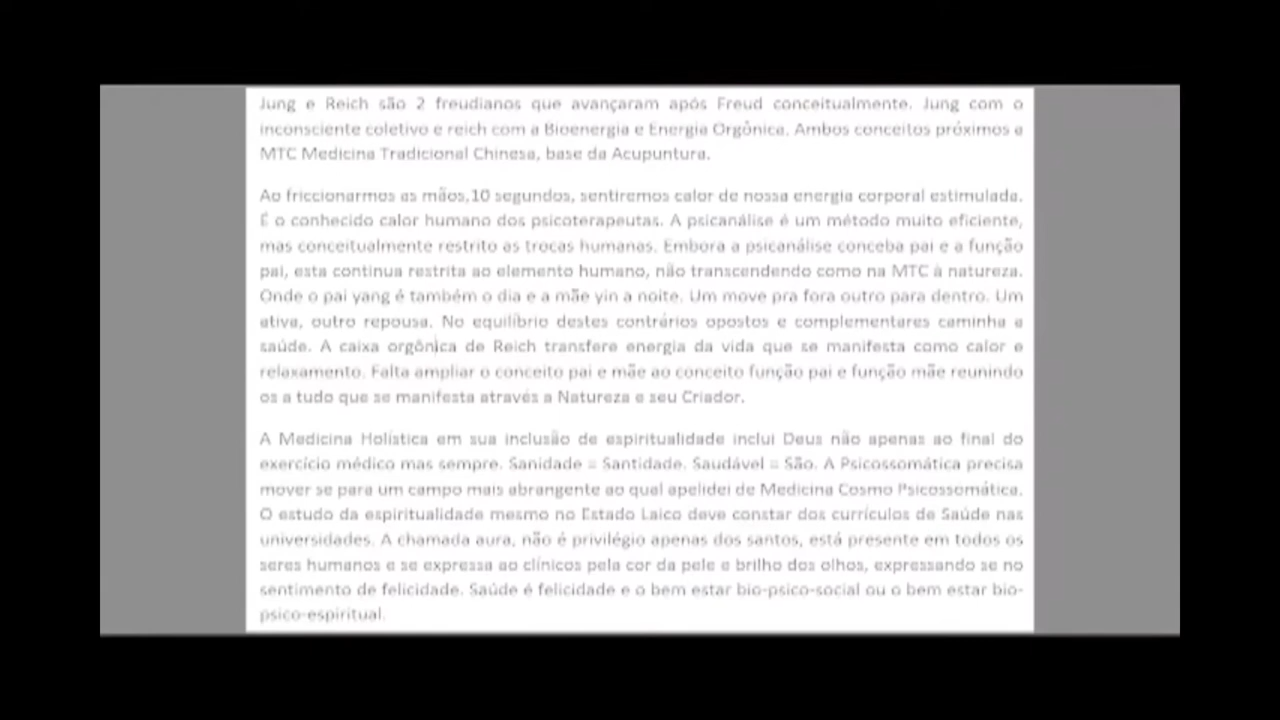 Jung e Reich são 2 freudianos que avançaram após Freud conceitualmente. Jung com o
inconsciente coletivo e reich com a Bioenergia e Energia Orgônica. Ambos conceitos próximos a
MTC Medicina Tradicional Chinesa, base da Acupuntura.
Ao friccionarmos as mãos,10 segundos, sentiremos calor de nossa energia corporal estimulada.
É o conhecido calor humano dos psicoterapeutas. A psicanálise é um método muito eficiente,
mas conceitualmente restrito as trocas humanas. Embora a psicanálise conceba pai e a função
pai, esta continua restrita ao elemento humano, não transcendendo como na MTC à natureza.
Onde o pai yang é também o dia e a mãe yin a noite. Um move pra fora outro para dentro. Um
ativa, outro repousa. No equilíbrio destes contrários opostos e complementares caminha a
saúde. A caixa orgônica de Reich transfere energia da vida que se manifesta como calor e
relaxamento. Falta ampliar o conceito pai e mãe ao conceito função pai e função mãe reunindo
os a tudo que se manifesta através a Natureza e seu Criador.
A Medicina Holística em sua inclusão de espiritualidade inclui Deus não apenas ao final do
exercício médico mas sempre. Sanidade = Santidade. Saudável = São. A Psicossomática precisa
mover se para um campo mais abrangente ao qual apelidei de Medicina Cosmo Psicossomática.
O estudo da espiritualidade mesmo no Estado Laico deve constar dos currículos de Saúde nas
universidades. A chamada aura, não é privilégio apenas dos santos, está presente em todos os
seres humanos e se expressa ao clínicos pela cor da pele e brilho dos olhos, expressando se no
sentimento de felicidade. Saúde é felicidade e o bem estar bio-psico-social ou o bem estar bio-
psico-espiritual.